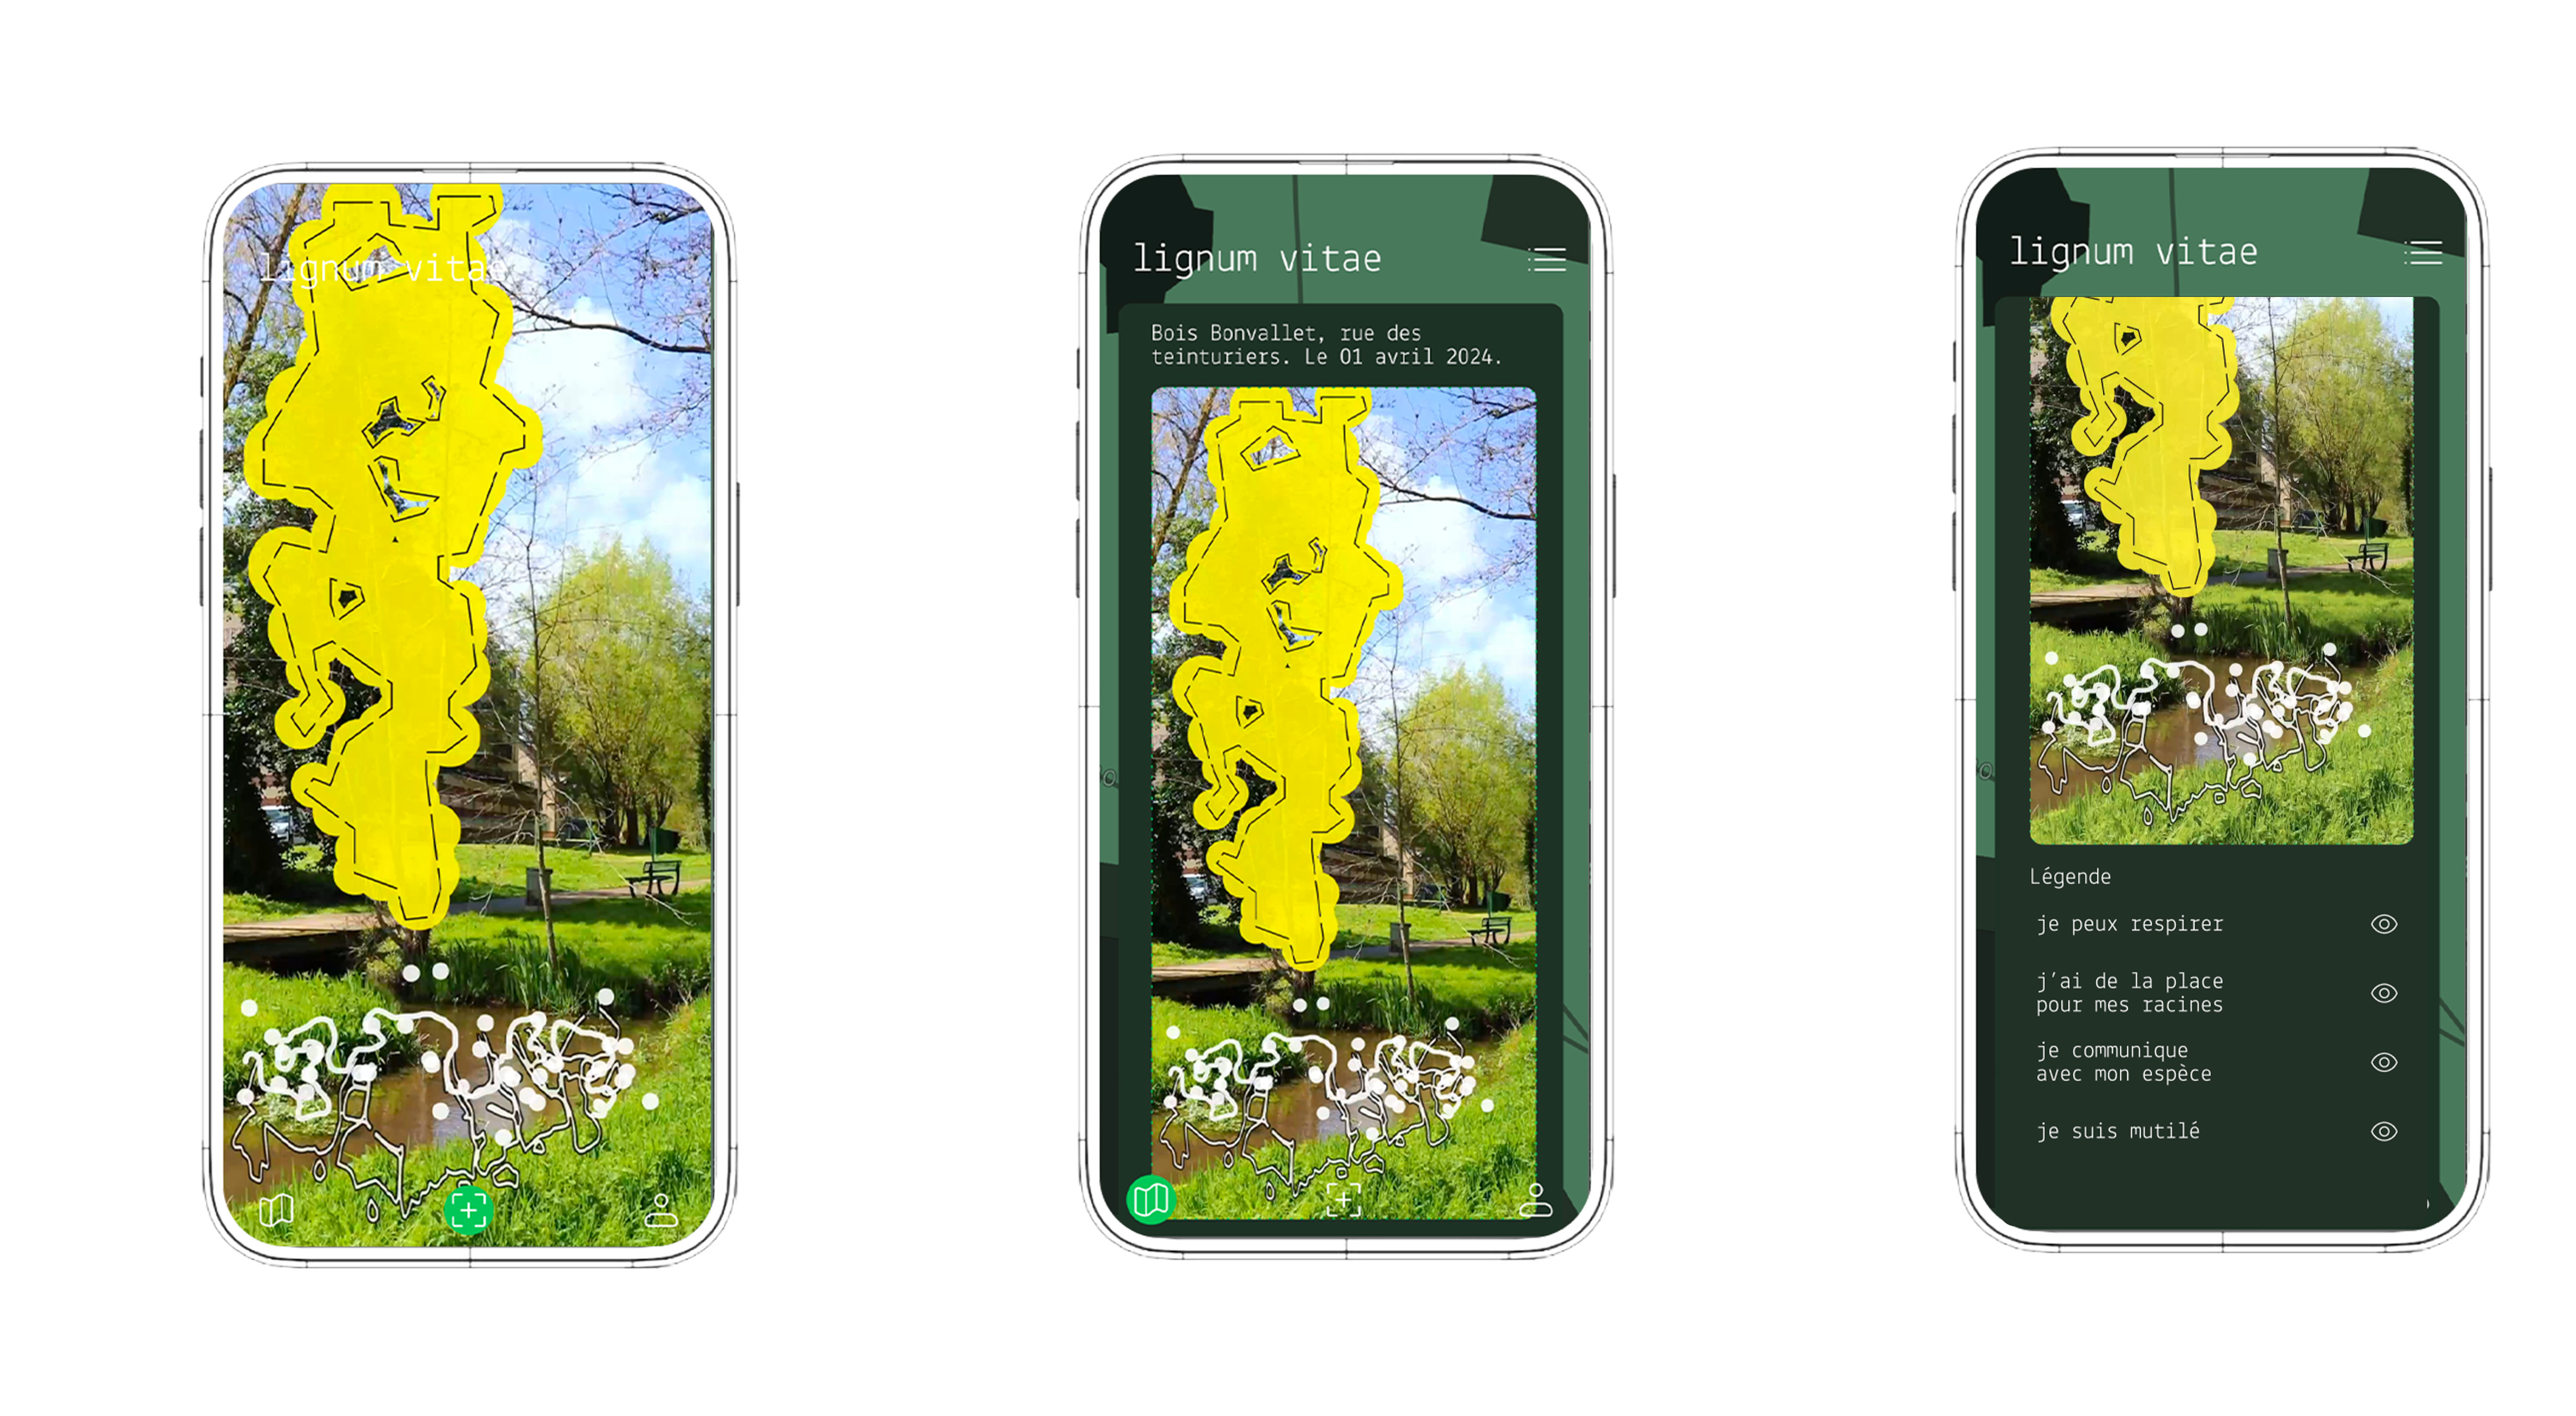 lignum vitae
lignum vitae
Bois Bonvallet, rue des
teinturiers. Le 01 avril 2024.
lignum vitae
Légende
je peux respirer
j'ai de la place
pour mes racines
je communique
avec mon espèce
je suis mutilé